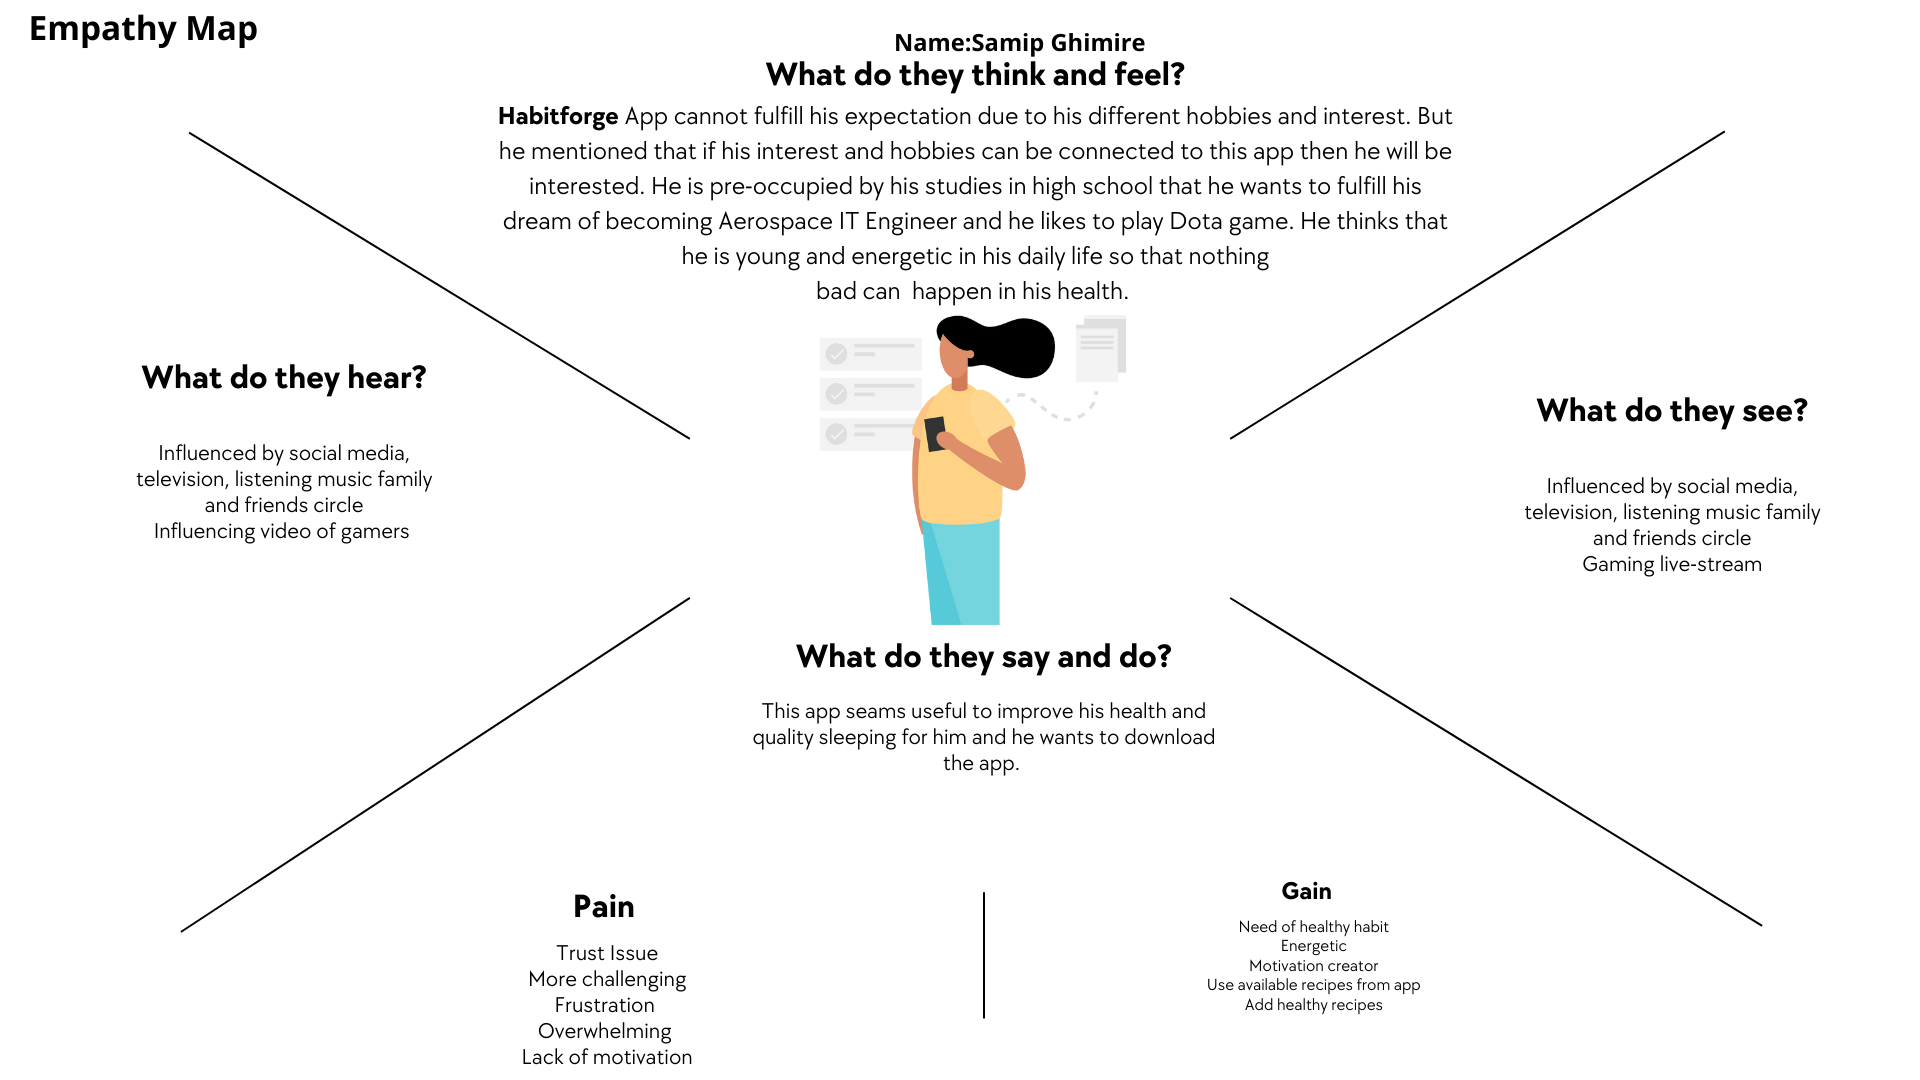 Empathy Map
Name:Samip Ghimire
What do they think and feel?
Habitforge App cannot fulfill his expectation due to his different hobbies and interest. But
he mentioned that if his interest and hobbies can be connected to this app then he will be
interested. He is pre-occupied by his studies in high school that he wants to fulfill his
dream of becoming Aerospace IT Engineer and he likes to play Dota game. He thinks that
he is young and energetic in his daily life so that nothing
bad can  happen in his health.
What do they hear?
Influenced by social media,
television, listening music family
and friends circle
Influencing video of gamers
What do they see?
Influenced by social media,
television, listening music family
and friends circle
Gaming live-stream
What do they say and do?
This app seams useful to improve his health and
quality sleeping for him and he wants to download
the app.
Pain
Trust Issue
More challenging
Frustration
Overwhelming
Lack of motivation
Gain
Need of healthy habit
Energetic
Motivation creator
Use available recipes from app
Add healthy recipes